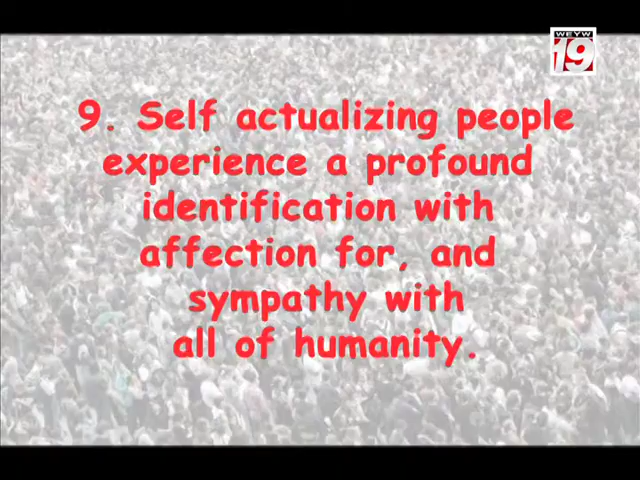 WEYW
19
9. Self actualizing people
experience a profound
identification with
affection for, and
sympathy with
all of humanity.